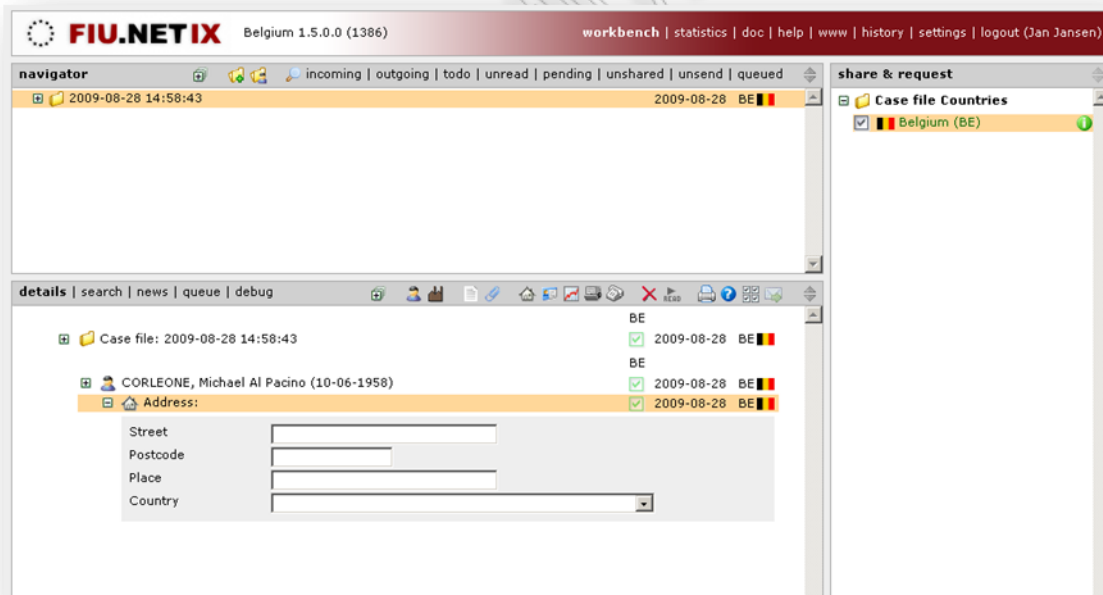 FIU.NETIX Belgium 1.5.0.0 (1386) workbench | statistics | doc | help | www | history | settings | logout (Jan Jansen)
navigator incoming | outgoing | todo | unread | pending | unshared | unsend | queued
2009-08-28 14:58:43 2009-08-28 BE
share & request
Case file Countries
Belgium (BE)
details | search | news | queue | debug READ
BE
Case file: 2009-08-28 14:58:43 2009-08-28 BE
BE
CORLEONE, Michael Al Pacino (10-06-1958) 2009-08-28 BE
Address: 2009-08-28 BE
Street
Postcode
Place
Country